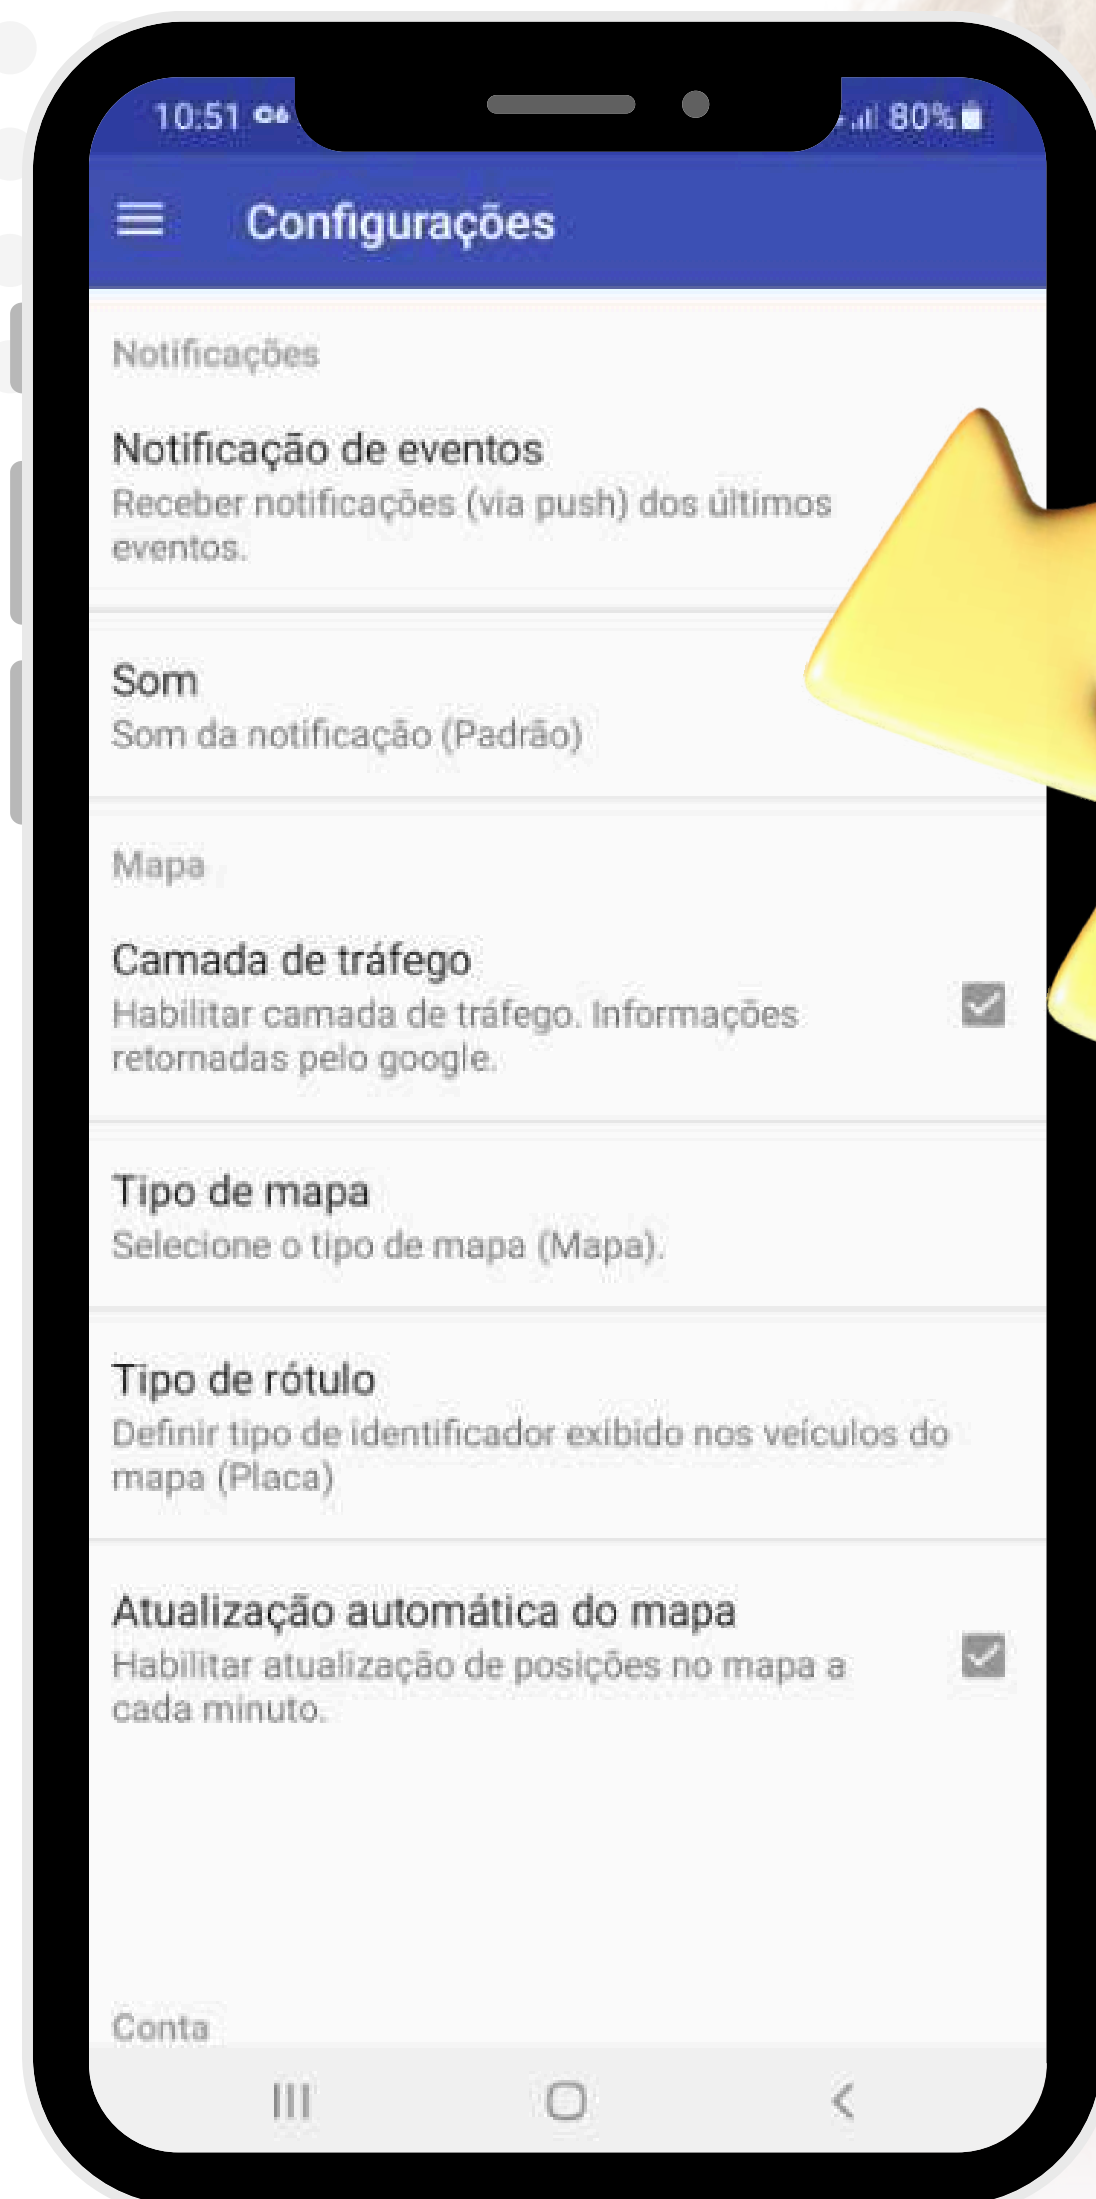 10:51
80%
Configurações
Notificações
Notificação de eventos
Receber notificações (via push) dos últimos
eventos.
Som
Som da notificação (Padrão)
Mapa
Camada de tráfego
Habilitar camada de tráfego. Informações
retornadas pelo google.
Tipo de mapa
Selecione o tipo de mapa (Mapa).
Tipo de rótulo
Definir tipo de identificador exibido nos veículos do
mapa (Placa)
Atualização automática do mapa
Habilitar atualização de posições no mapa a
cada minuto.
Conta